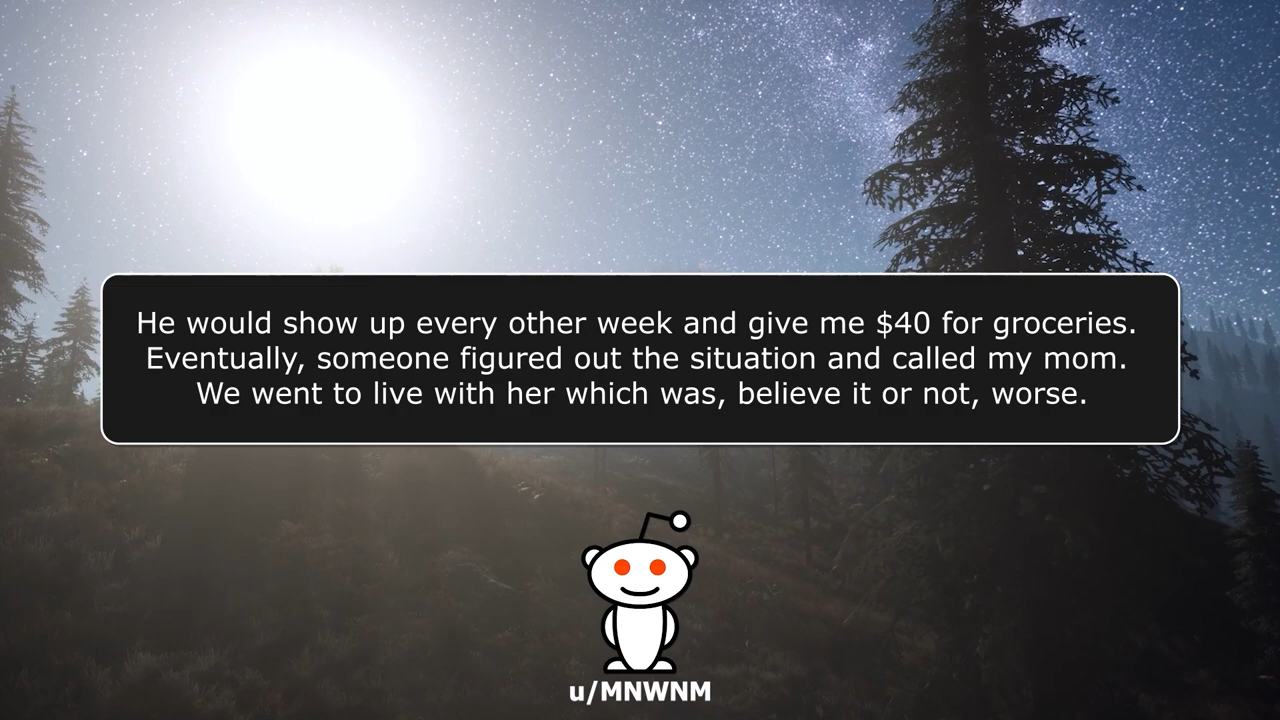 He would show up every other week and give me $40 for groceries.
Eventually, someone figured out the situation and called my mom.
We went to live with her which was, believe it or not, worse.
u/MNWNM